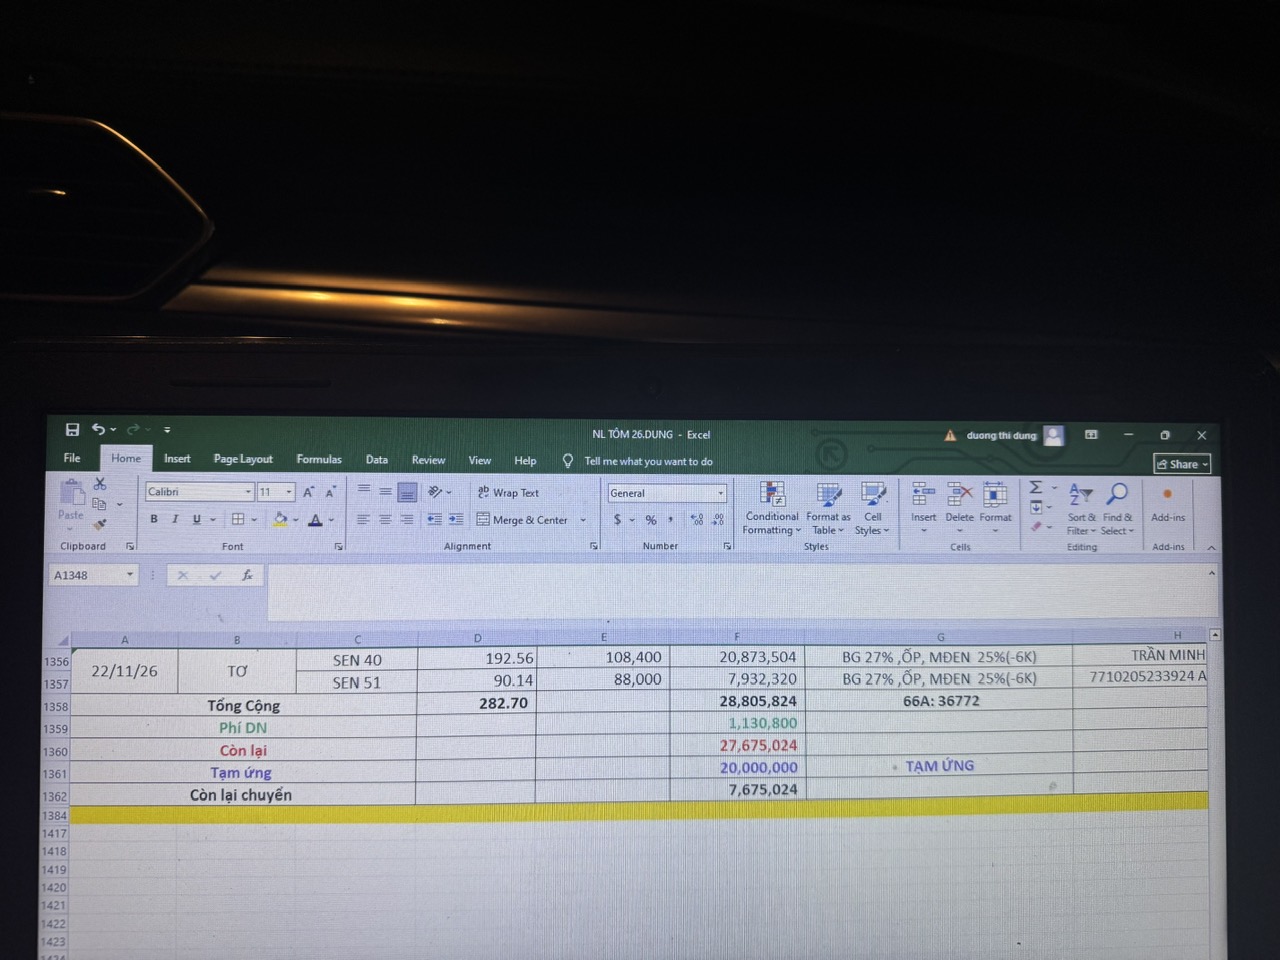 NL TÔM 26.DUNG - Excel
duong thi dung
File Home Insert Page Layout Formulas Data Review View Help Tell me what you want to do
Share
Paste
Calibri 11
B I U
Wrap Text
Merge & Center
General
$ % ,
Conditional Formatting
Format as Table
Cell Styles
Insert Delete Format
Sort & Filter
Find & Select
Add-ins
Clipboard Font Alignment Number Styles Cells Editing Add-ins
A1348 fx
A B C D E F G H
1356 22/11/26 TƠ SEN 40 192.56 108,400 20,873,504 BG 27% ,ỐP, MĐEN 25%(-6K) TRẦN MINH
1357 SEN 51 90.14 88,000 7,932,320 BG 27% ,ỐP, MĐEN 25%(-6K) 7710205233924 A
1358 Tổng Cộng 282.70 28,805,824 66A: 36772
1359 Phí DN 1,130,800
1360 Còn lại 27,675,024
1361 Tạm ứng 20,000,000 TẠM ỨNG
1362 Còn lại chuyển 7,675,024
1384
1417
1418
1419
1420
1421
1422
1423